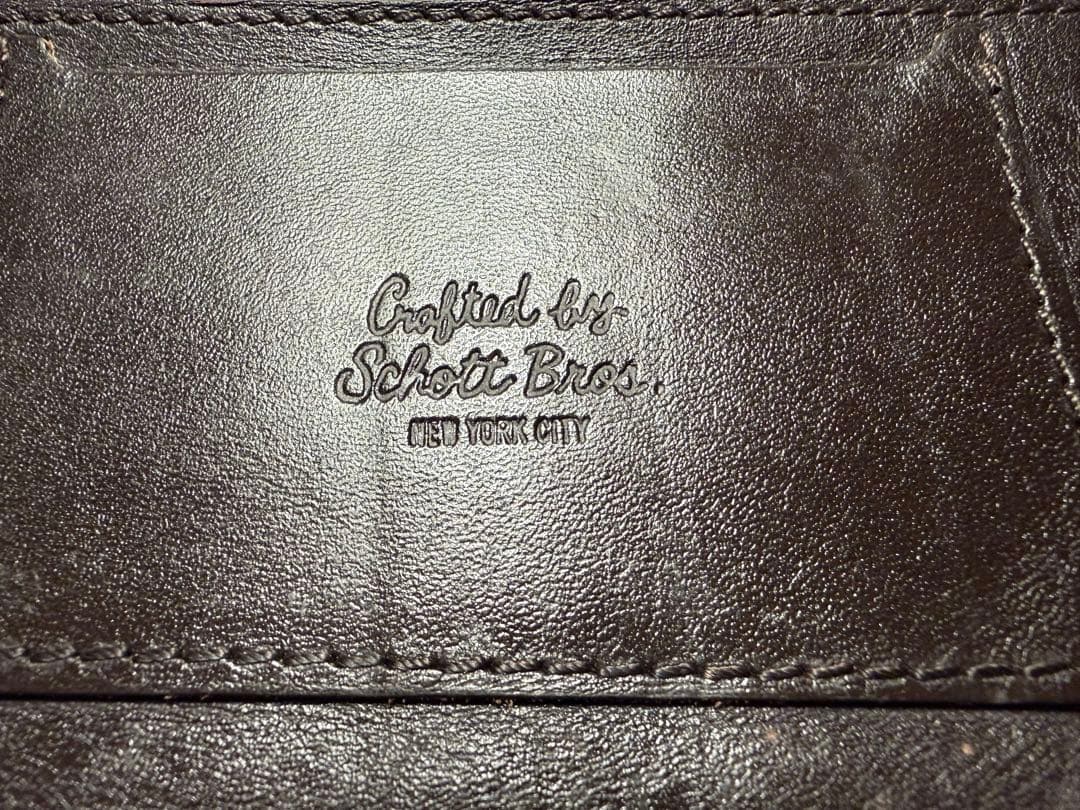 Crafted by
Schott Bros.
NEW YORK CITY